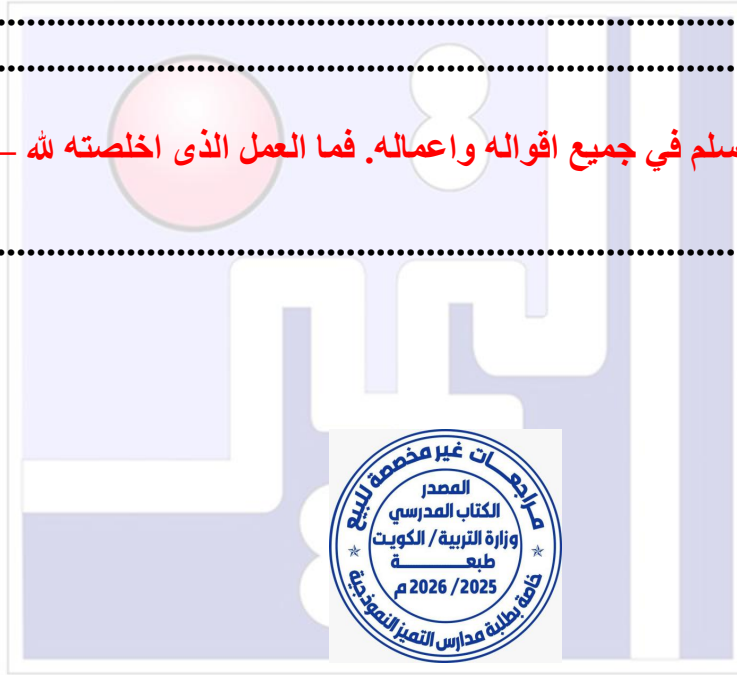 سلم في جميع اقواله واعماله. فما العمل الذى اخلصته لله –
مراجعات غير مخصصة للبيع
المصدر
الكتاب المدرسي
وزارة التربية / الكويت
طبعــــــــة
2025/ 2026 م
خاصة بطلبة مدارس التميز النموذجية